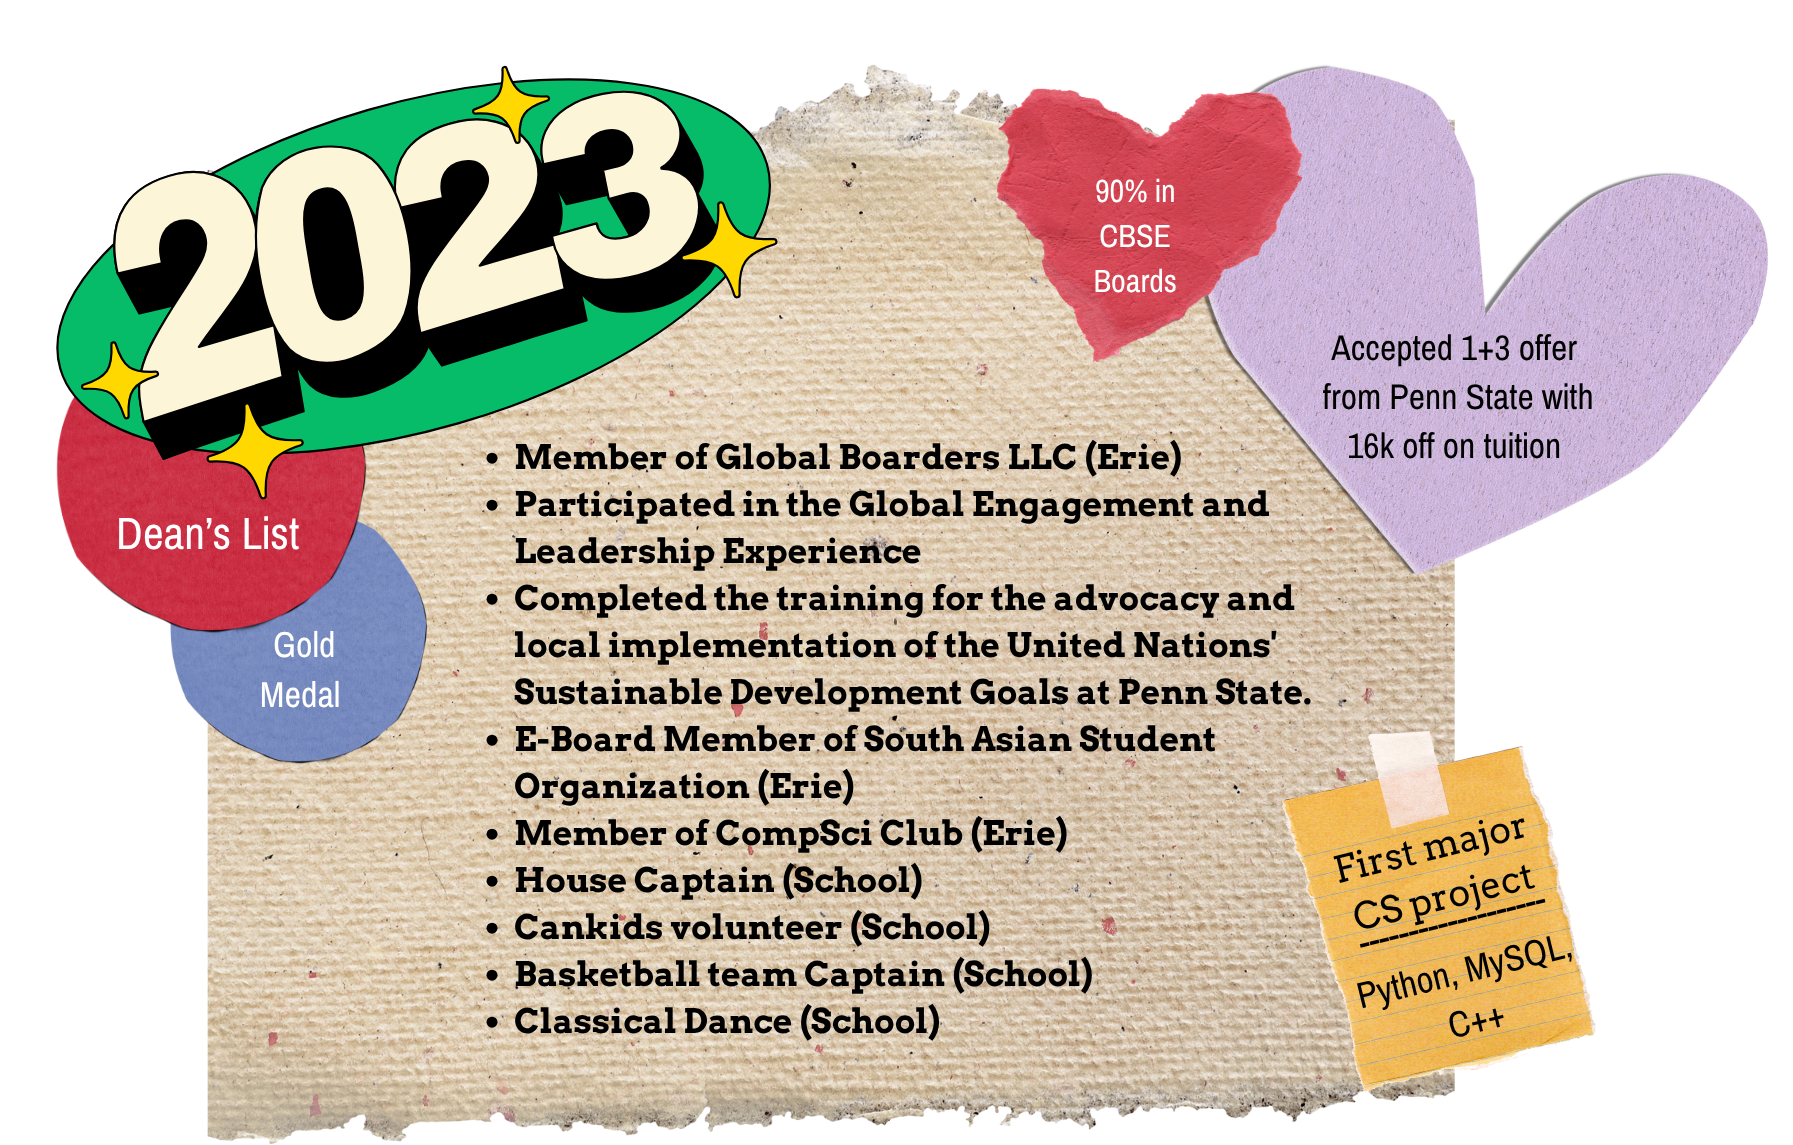 2023
90% in
CBSE
Boards
Accepted 1+3 offer
from Penn State with
16k off on tuition
Dean’s List
Gold
Medal
• Member of Global Boarders LLC (Erie)
• Participated in the Global Engagement and
Leadership Experience
• Completed the training for the advocacy and
local implementation of the United Nations'
Sustainable Development Goals at Penn State.
• E-Board Member of South Asian Student
Organization (Erie)
• Member of CompSci Club (Erie)
• House Captain (School)
• Cankids volunteer (School)
• Basketball team Captain (School)
• Classical Dance (School)
First major
CS project
Python, MySQL,
C++